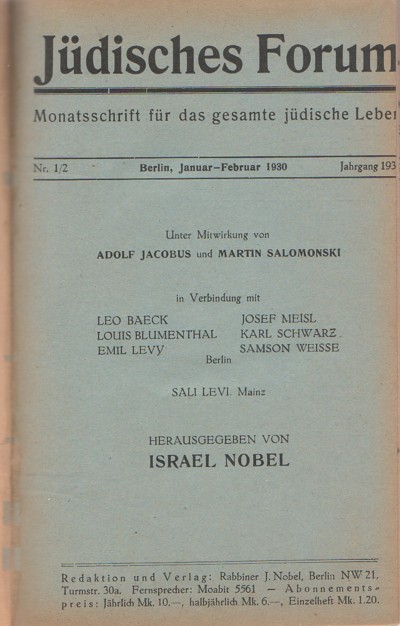 Jüdisches Forum
Monatsschrift für das gesamte jüdische Leben
Nr. 1/2 Berlin, Januar—Februar 1930 Jahrgang 193
Unter Mitwirkung von
ADOLF JACOBUS und MARTIN SALOMONSKI
in Verbindung mit
LEO BAECK JOSEF MEISL
LOUIS BLUMENTHAL KARL SCHWARZ
EMIL LEVY SAMSON WEISSE
Berlin
SALI LEVI, Mainz
HERAUSGEGEBEN VON
ISRAEL NOBEL
Redaktion und Verlag: Rabbiner J. Nobel, Berlin NW 21,
Turmstr. 30a. Fernsprecher: Moabit 5561 — Abonnements-
preis: Jährlich Mk. 10.—, halbjährlich Mk. 6.—, Einzelheft Mk. 1.20.